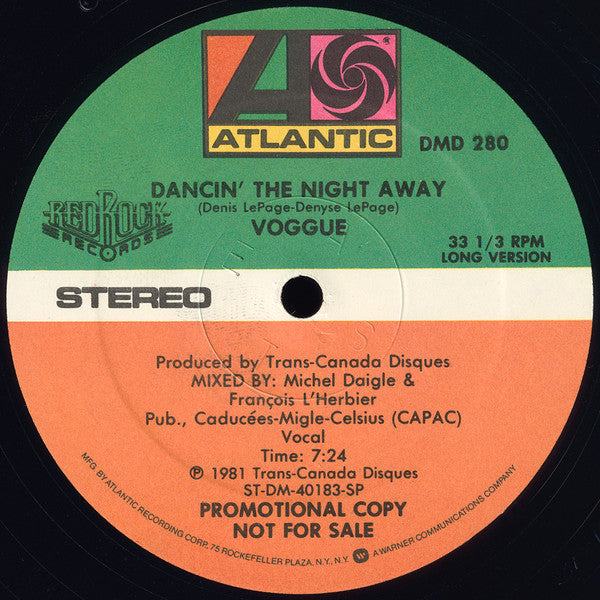 ATLANTIC
DMD 280
DANCIN' THE NIGHT AWAY
(Denis LePage-Denyse LePage)
VOGGUE
REDROCK
RECORDS
33 1/3 RPM
LONG VERSION
STEREO
Produced by Trans-Canada Disques
MIXED BY: Michel Daigle &
François L'Herbier
Pub., Caducées-Migle-Celsius (CAPAC)
Vocal
Time: 7:24
℗ 1981 Trans-Canada Disques
ST-DM-40183-SP
PROMOTIONAL COPY
NOT FOR SALE
MFG. BY ATLANTIC RECORDING CORP., 75 ROCKEFELLER PLAZA, N.Y., N.Y. A WARNER COMMUNICATIONS COMPANY